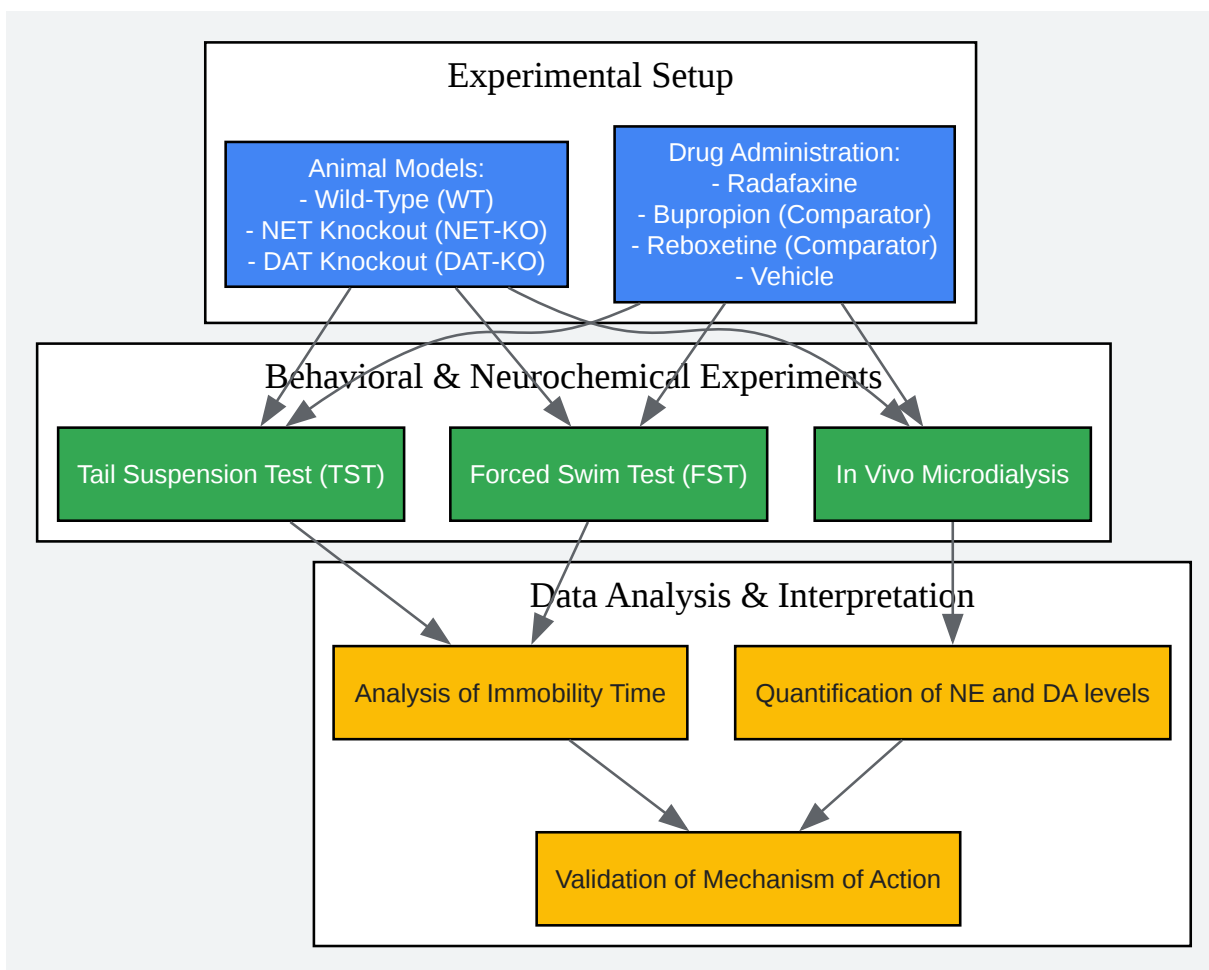 Experimental Setup
Animal Models:
- Wild-Type (WT)
- NET Knockout (NET-KO)
- DAT Knockout (DAT-KO)
Drug Administration:
- Radafaxine
- Bupropion (Comparator)
- Reboxetine (Comparator)
- Vehicle
Behavioral & Neurochemical Experiments
Tail Suspension Test (TST)
Forced Swim Test (FST)
In Vivo Microdialysis
Data Analysis & Interpretation
Analysis of Immobility Time
Quantification of NE and DA levels
Validation of Mechanism of Action